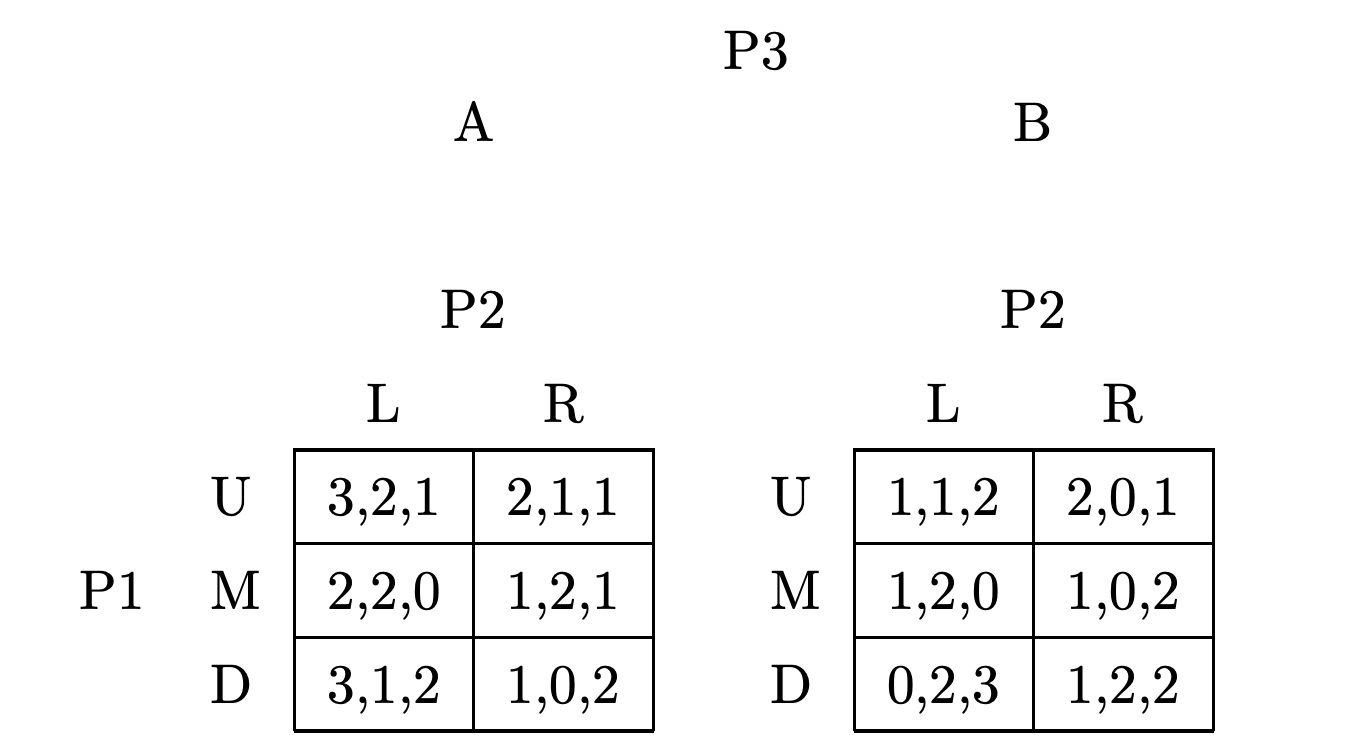 P3
A B
P2 P2
L R L R
U 3,2,1 2,1,1 U 1,1,2 2,0,1
P1 M 2,2,0 1,2,1 M 1,2,0 1,0,2
D 3,1,2 1,0,2 D 0,2,3 1,2,2